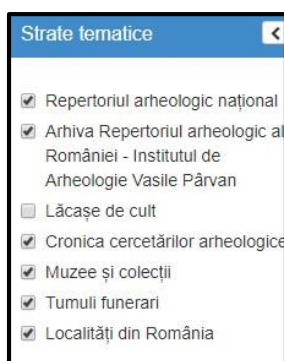 Strate tematice
Repertoriul arheologic național
Arhiva Repertoriul arheologic al
României - Institutul de
Arheologie Vasile Pârvan
Lăcașe de cult
Cronica cercetărilor arheologice
Muzee și colecții
Tumuli funerari
Localități din România